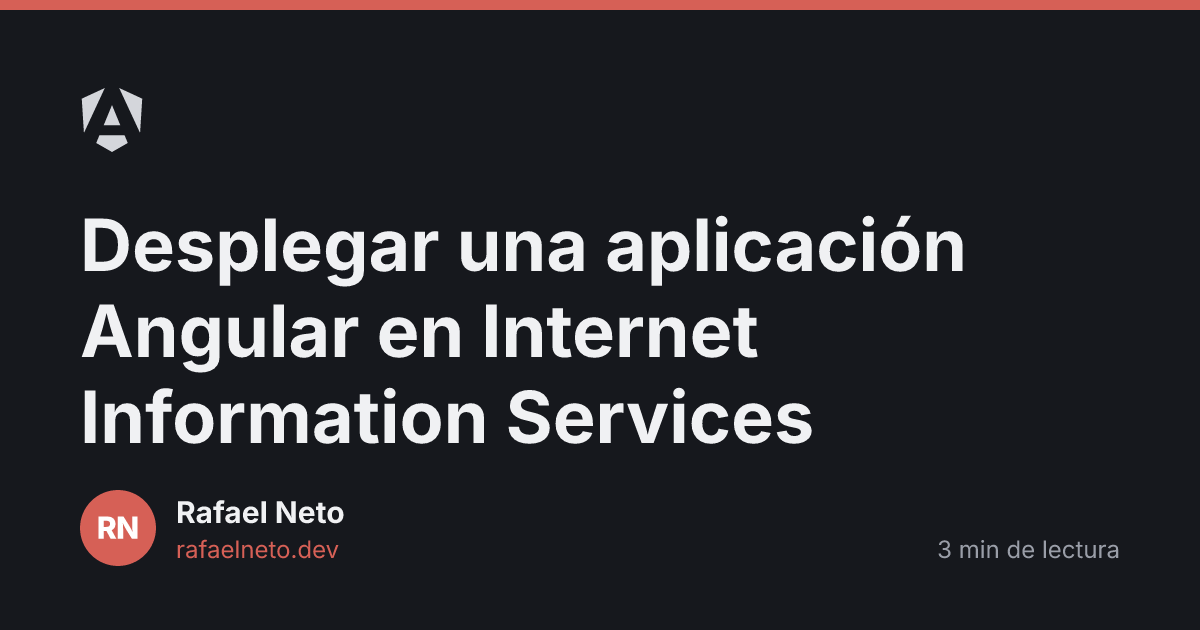 Desplegar una aplicación
Angular en Internet
Information Services
RN
Rafael Neto
rafaelneto.dev
3 min de lectura